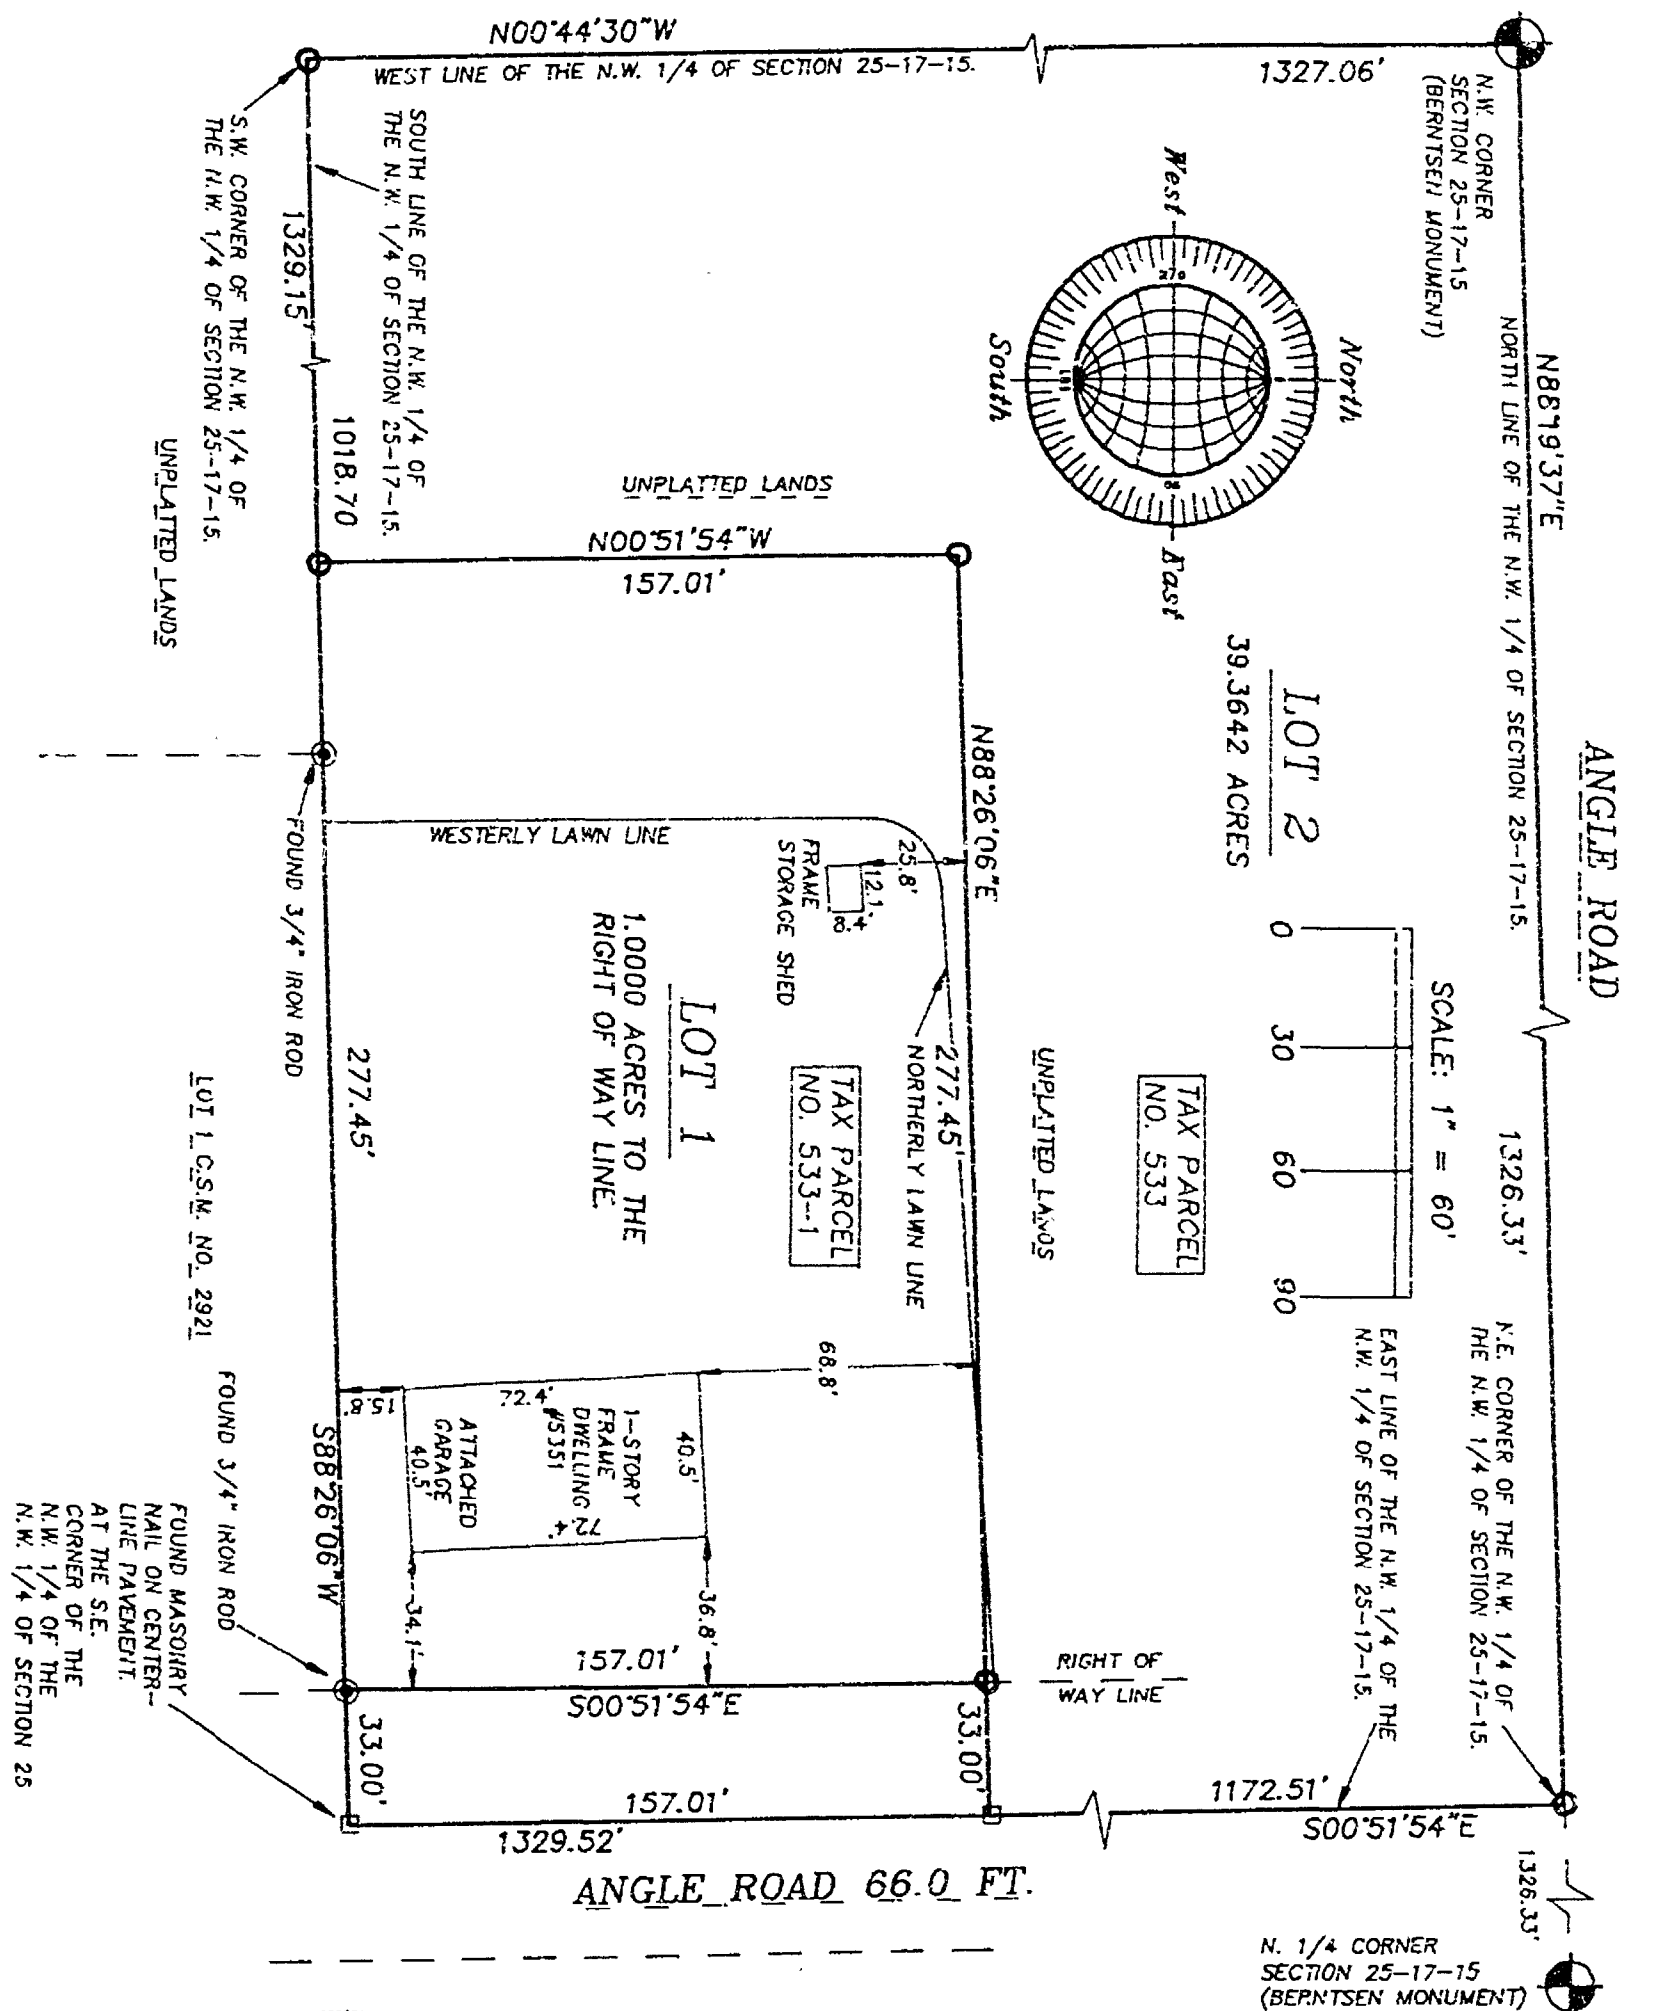 N00°44'30"W
WEST LINE OF THE N.W. 1/4 OF SECTION 25-17-15.
1327.06'
N.W. CORNER
SECTION 25-17-15
(BERNTSEN MONUMENT)
N88°19'37"E
NORTH LINE OF THE N.W. 1/4 OF SECTION 25-17-15.
1326.33'
ANGLE ROAD
North
West
East
South
270
90
0
LOT 2
39.3642 ACRES
SCALE: 1" = 60'
0 30 60 90
TAX PARCEL
NO. 533
UNPLATTED LANDS
N.E. CORNER OF THE N.W. 1/4 OF
THE N.W. 1/4 OF SECTION 25-17-15.
EAST LINE OF THE N.W. 1/4 OF THE
N.W. 1/4 OF SECTION 25-17-15.
SOUTH LINE OF THE N.W. 1/4 OF
THE N.W. 1/4 OF SECTION 25-17-15.
S.W. CORNER OF THE N.W. 1/4 OF
THE N.W. 1/4 OF SECTION 25-17-15.
1329.15'
1018.70
UNPLATTED LANDS
UNPLATTED LANDS
N00°51'54"W
157.01'
N88°26'06"E
277.45'
WESTERLY LAWN LINE
NORTHERLY LAWN LINE
25.8'
12.1'
8.4'
FRAME
STORAGE SHED
LOT 1
1.0000 ACRES TO THE
RIGHT OF WAY LINE.
TAX PARCEL
NO. 533-1
FOUND 3/4" IRON ROD
277.45'
S88°26'06"W
LOT 1 C.S.M. NO. 2921
68.8'
15.8'
72.4'
40.5'
1-STORY
FRAME
DWELLING
#5351
72.4'
ATTACHED
GARAGE
40.5'
34.1'
36.8'
FOUND 3/4" IRON ROD
FOUND MASONRY
NAIL ON CENTER-
LINE PAVEMENT.
AT THE S.E.
CORNER OF THE
N.W. 1/4 OF THE
N.W. 1/4 OF SECTION 25
157.01'
S00°51'54"E
RIGHT OF
WAY LINE
33.00'
33.00'
157.01'
1329.52'
1172.51'
S00°51'54"E
ANGLE ROAD 66.0 FT.
1326.33'
N. 1/4 CORNER
SECTION 25-17-15
(BERNTSEN MONUMENT)